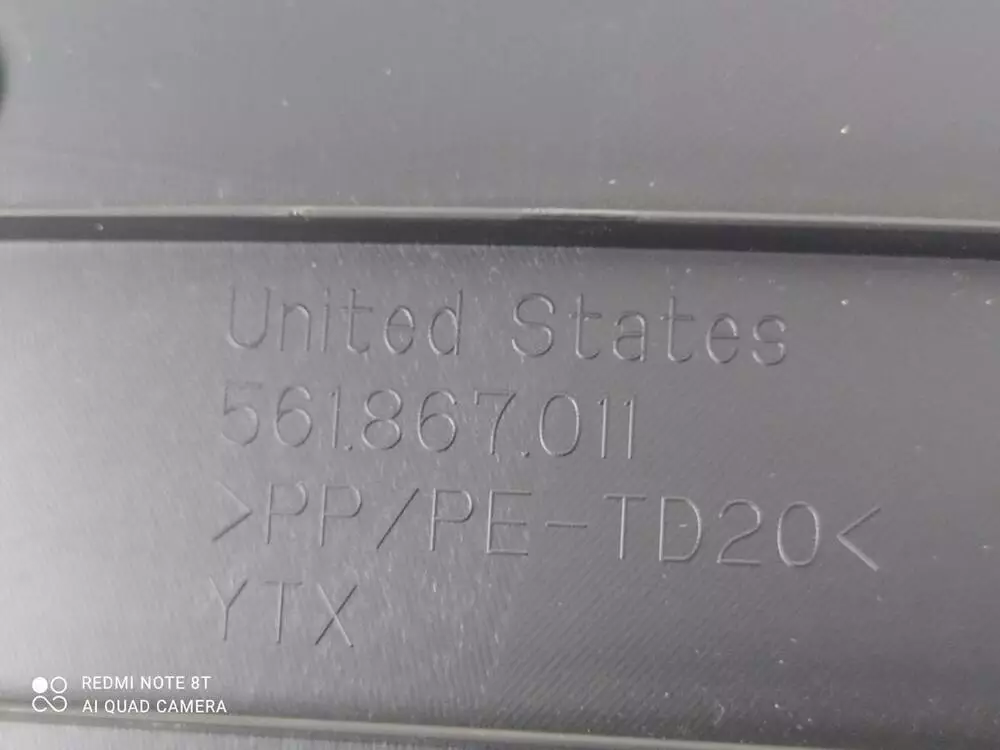 United States
561.867.011
>PP/PE-TD20<
YTX
REDMI NOTE 8T
AI QUAD CAMERA